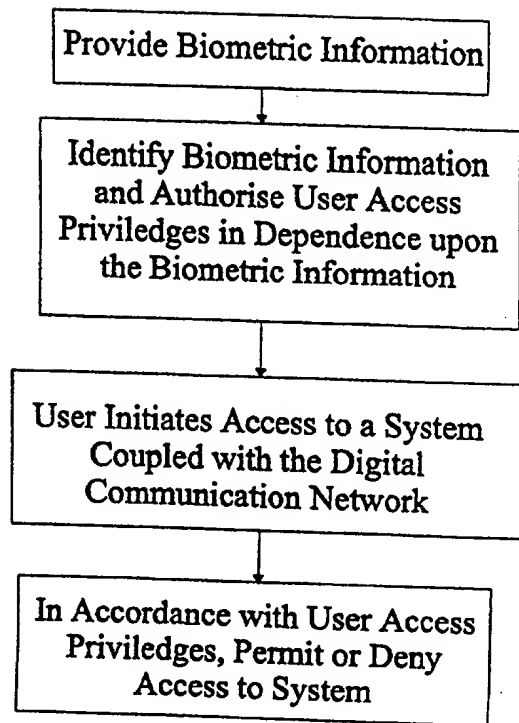 Provide Biometric Information
Identify Biometric Information
and Authorise User Access
Priviledges in Dependence upon
the Biometric Information
User Initiates Access to a System
Coupled with the Digital
Communication Network
In Accordance with User Access
Priviledges, Permit or Deny
Access to System